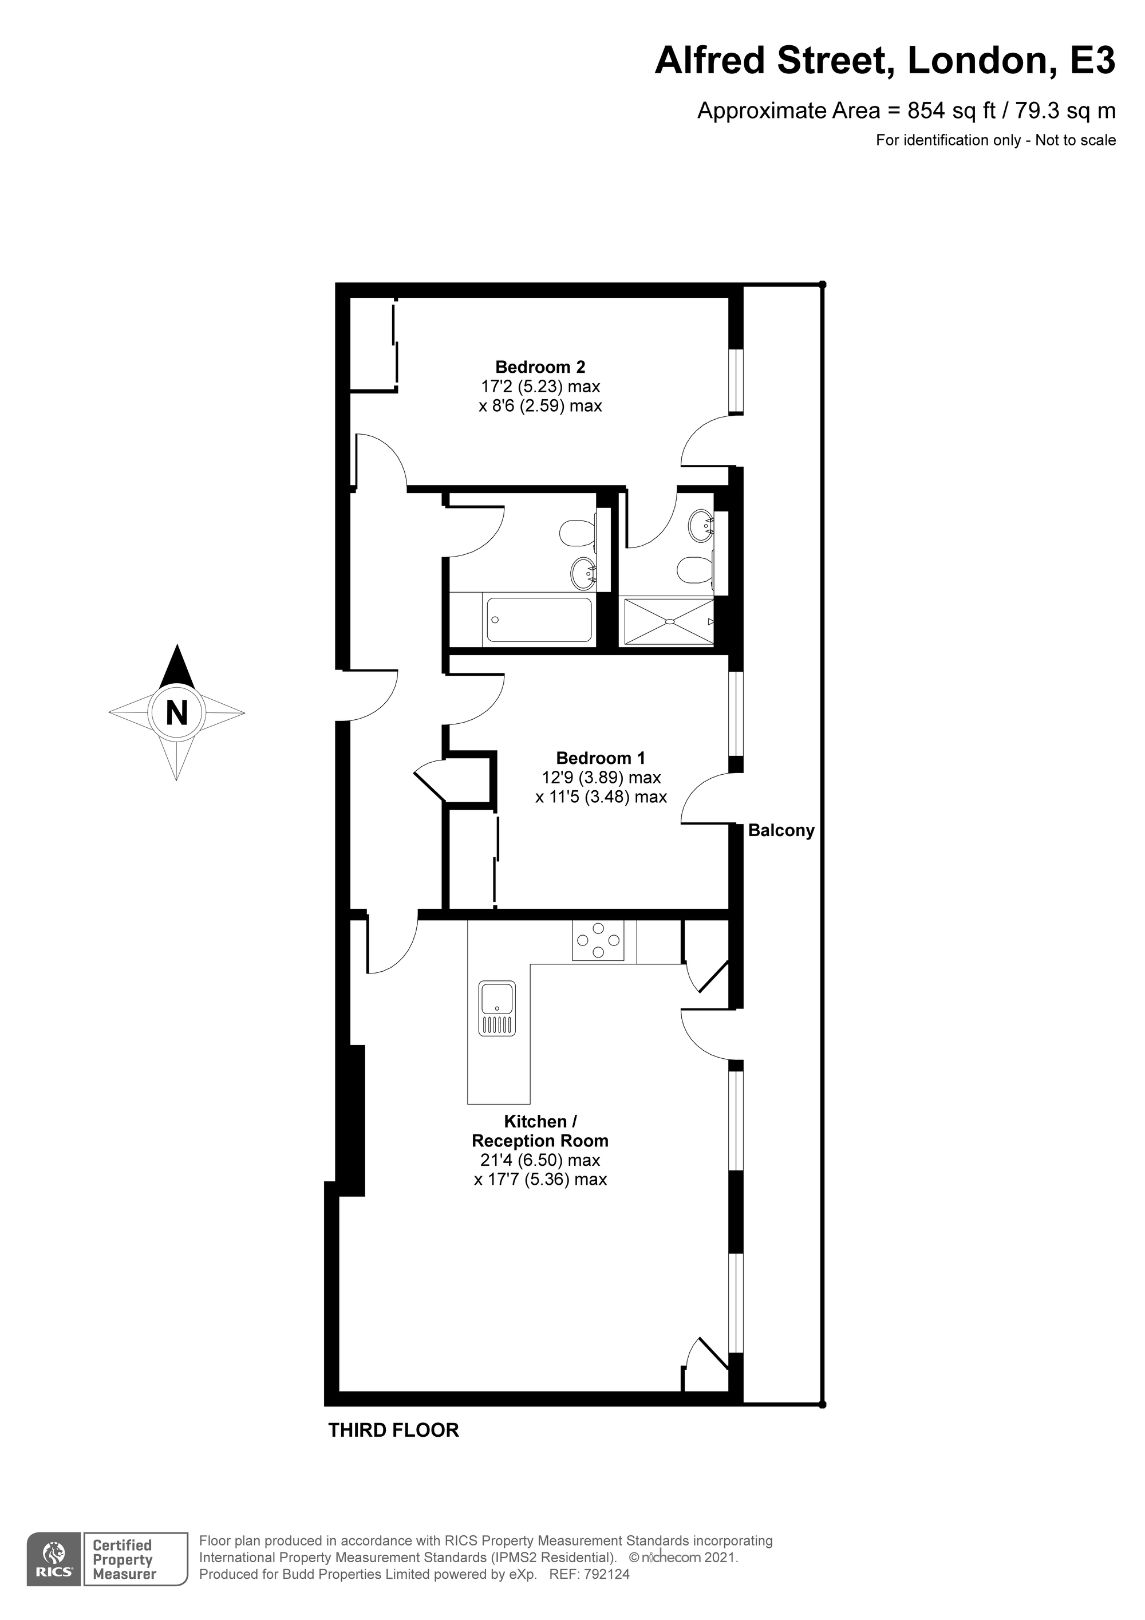 Alfred Street, London, E3
Approximate Area = 854 sq ft / 79.3 sq m
For identification only - Not to scale
Bedroom 2
17'2 (5.23) max
x 8'6 (2.59) max
N
Bedroom 1
12'9 (3.89) max
x 11'5 (3.48) max
Balcony
Kitchen /
Reception Room
21'4 (6.50) max
x 17'7 (5.36) max
THIRD FLOOR
RICS
Certified
Property
Measurer
Floor plan produced in accordance with RICS Property Measurement Standards incorporating
International Property Measurement Standards (IPMS2 Residential). © nichecom 2021.
Produced for Budd Properties Limited powered by eXp. REF: 792124